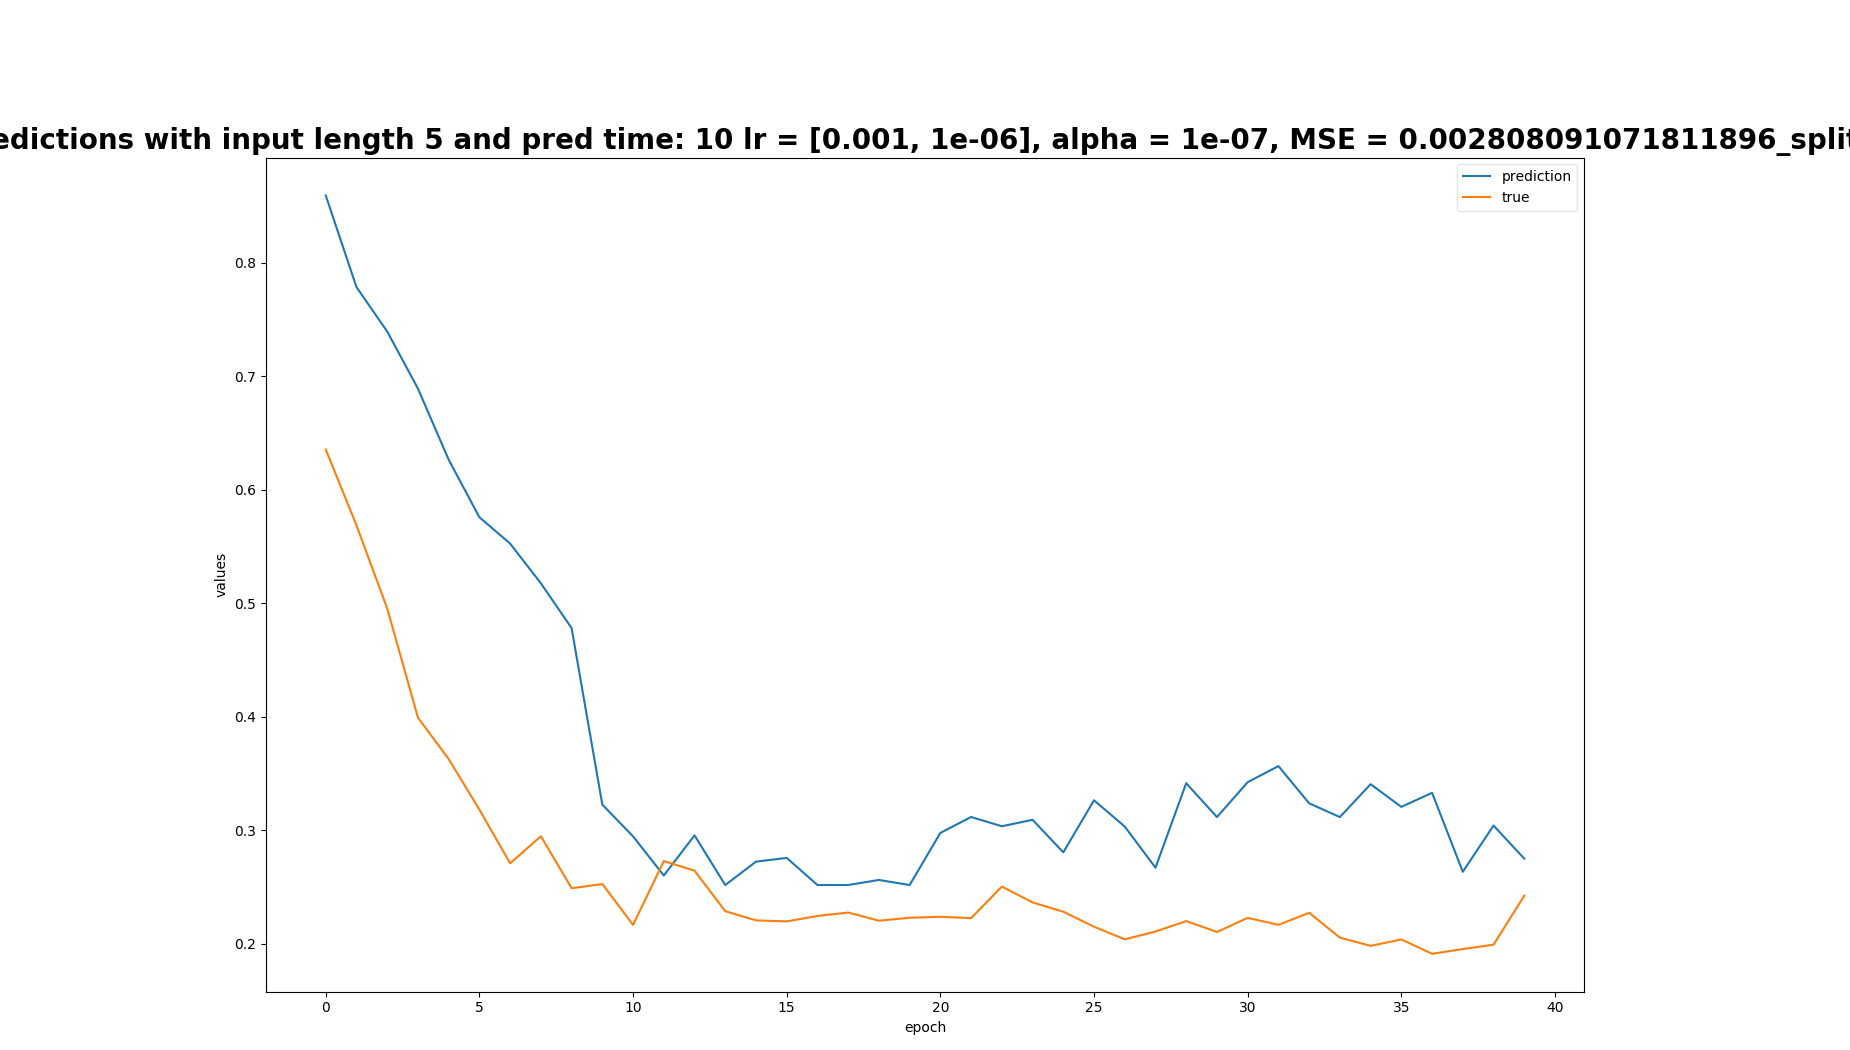 edictions with input length 5 and pred time: 10 lr = [0.001, 1e-06], alpha = 1e-07, MSE = 0.002808091071811896_split
prediction
true
0.8
0.7
0.6
0.5
0.4
0.3
0.2
values
0 5 10 15 20 25 30 35 40
epoch